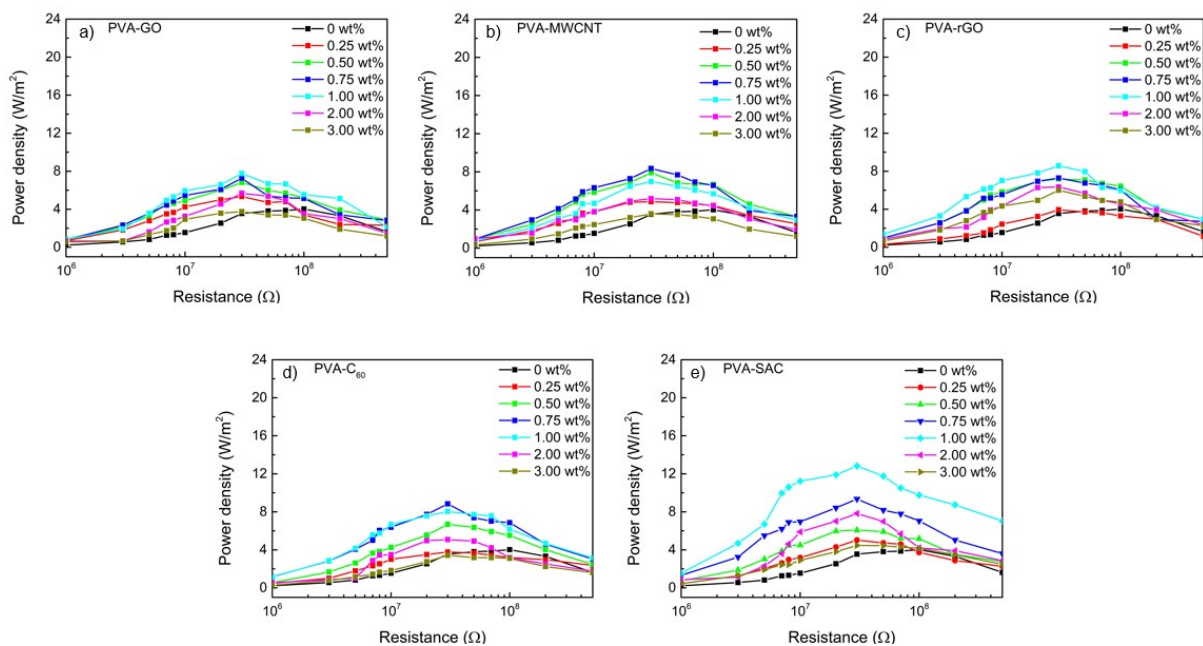 a) PVA-GO
0 wt%
0.25 wt%
0.50 wt%
0.75 wt%
1.00 wt%
2.00 wt%
3.00 wt%
24
20
16
12
8
4
0
Power density (W/m²)
10⁶ 10⁷ 10⁸
Resistance (Ω)
b) PVA-MWCNT
0 wt%
0.25 wt%
0.50 wt%
0.75 wt%
1.00 wt%
2.00 wt%
3.00 wt%
24
20
16
12
8
4
0
Power density (W/m²)
10⁶ 10⁷ 10⁸
Resistance (Ω)
c) PVA-rGO
0 wt%
0.25 wt%
0.50 wt%
0.75 wt%
1.00 wt%
2.00 wt%
3.00 wt%
24
20
16
12
8
4
0
Power density (W/m²)
10⁶ 10⁷ 10⁸
Resistance (Ω)
d) PVA-C₆₀
0 wt%
0.25 wt%
0.50 wt%
0.75 wt%
1.00 wt%
2.00 wt%
3.00 wt%
24
20
16
12
8
4
0
Power density (W/m²)
10⁶ 10⁷ 10⁸
Resistance (Ω)
e) PVA-SAC
0 wt%
0.25 wt%
0.50 wt%
0.75 wt%
1.00 wt%
2.00 wt%
3.00 wt%
24
20
16
12
8
4
0
Power density (W/m²)
10⁶ 10⁷ 10⁸
Resistance (Ω)